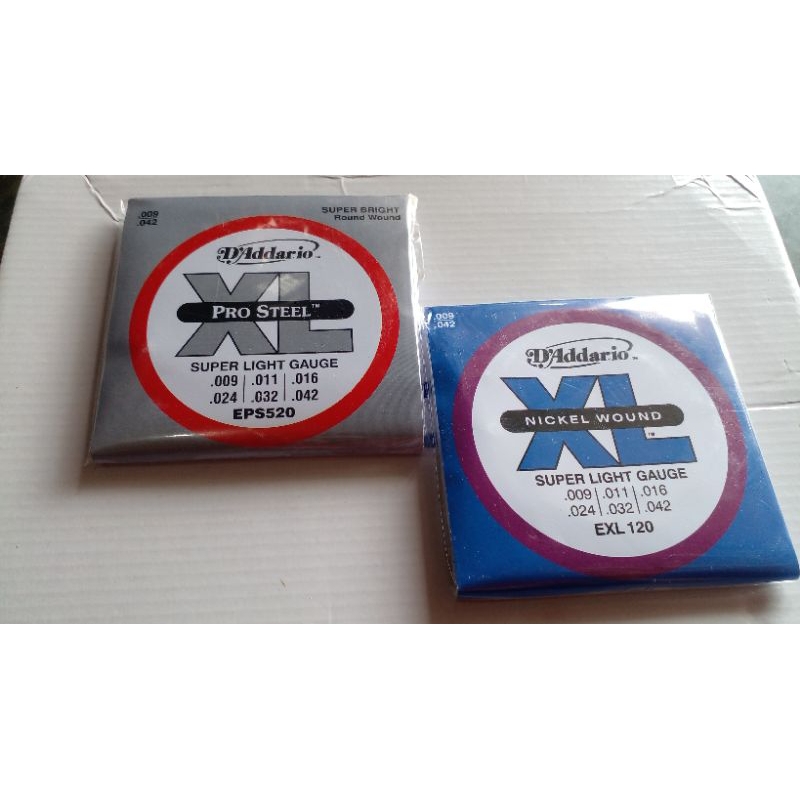 .009
.042
SUPER BRIGHT
Round Wound
D'Addario
XL
PRO STEEL™
SUPER LIGHT GAUGE
.009 .011 .016
.024 .032 .042
EPS520
.009
.042
D'Addario
XL
NICKEL WOUND
SUPER LIGHT GAUGE
.009 .011 .016
.024 .032 .042
EXL 120